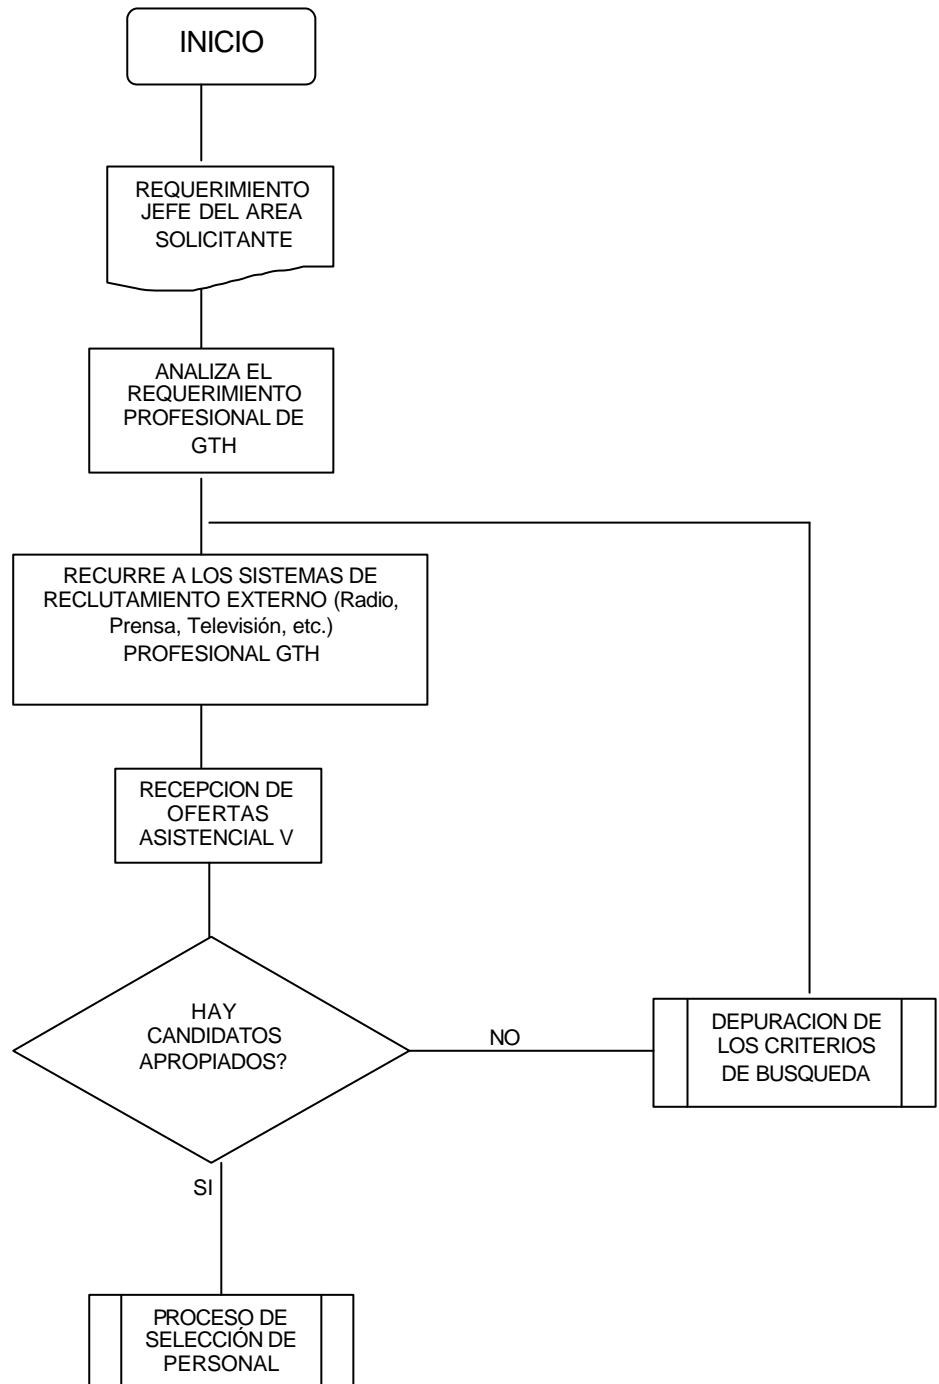 INICIO
REQUERIMIENTO
JEFE DEL AREA
SOLICITANTE
ANALIZA EL
REQUERIMIENTO
PROFESIONAL DE
GTH
RECURRE A LOS SISTEMAS DE
RECLUTAMIENTO EXTERNO (Radio,
Prensa, Televisión, etc.)
PROFESIONAL GTH
RECEPCION DE
OFERTAS
ASISTENCIAL V
HAY
CANDIDATOS
APROPIADOS?
NO
DEPURACION DE
LOS CRITERIOS
DE BUSQUEDA
SI
PROCESO DE
SELECCIÓN DE
PERSONAL